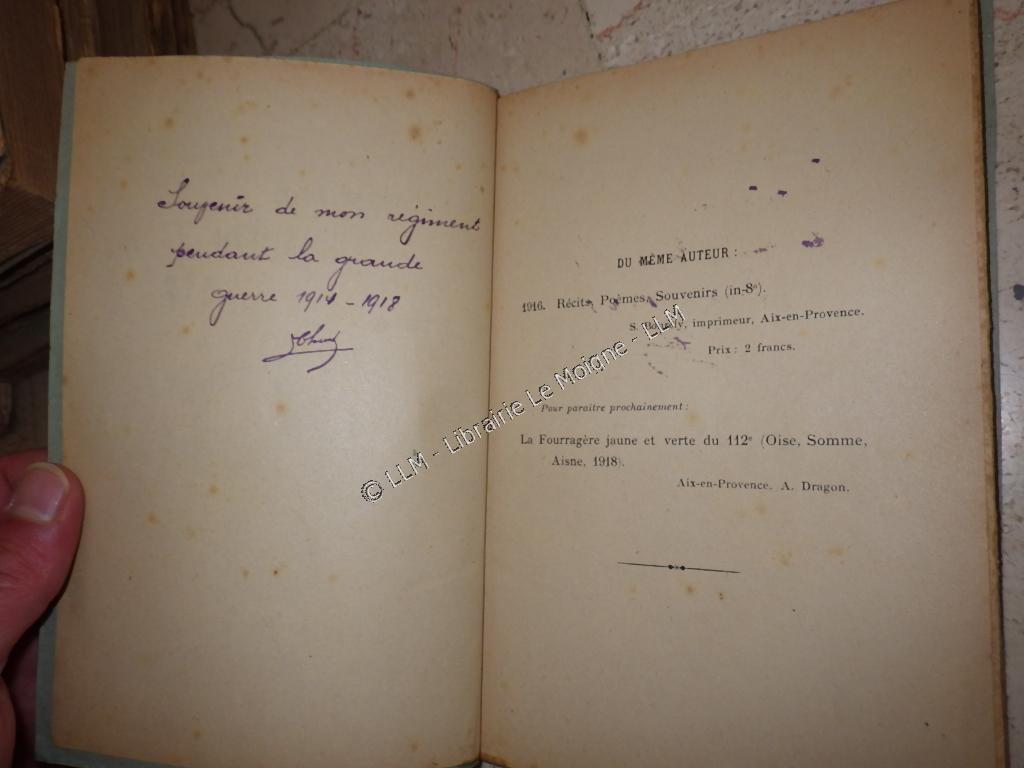 Souvenir de mon régiment
pendant la grande
guerre 1914-1918
DU MÊME AUTEUR :
1916. Récits, Poèmes, Souvenirs (in-8º).
S. imprimeur, Aix-en-Provence.
Prix : 2 francs.
Pour paraître prochainement :
La Fourragère jaune et verte du 112e (Oise, Somme,
Aisne, 1918).
Aix-en-Provence. A. Dragon.
© LLM - Librairie Le Moigne - LLM